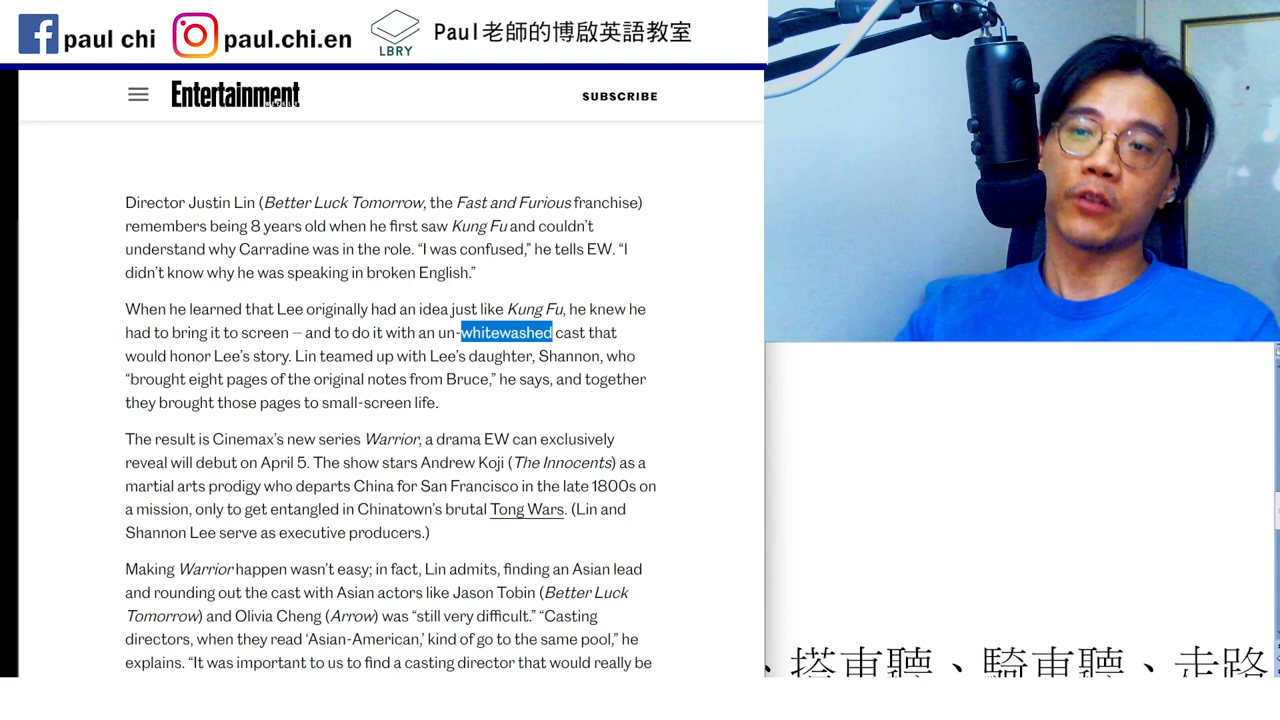 paul chi
paul.chi.en
LBRY
Paul老師的博啟英語教室
Entertainment
SUBSCRIBE
Director Justin Lin (Better Luck Tomorrow, the Fast and Furious franchise)
remembers being 8 years old when he first saw Kung Fu and couldn’t
understand why Carradine was in the role. “I was confused,” he tells EW. “I
didn’t know why he was speaking in broken English.”
When he learned that Lee originally had an idea just like Kung Fu, he knew he
had to bring it to screen — and to do it with an un-whitewashed cast that
would honor Lee’s story. Lin teamed up with Lee’s daughter, Shannon, who
“brought eight pages of the original notes from Bruce,” he says, and together
they brought those pages to small-screen life.
The result is Cinemax’s new series Warrior, a drama EW can exclusively
reveal will debut on April 5. The show stars Andrew Koji (The Innocents) as a
martial arts prodigy who departs China for San Francisco in the late 1800s on
a mission, only to get entangled in Chinatown’s brutal Tong Wars. (Lin and
Shannon Lee serve as executive producers.)
Making Warrior happen wasn’t easy; in fact, Lin admits, finding an Asian lead
and rounding out the cast with Asian actors like Jason Tobin (Better Luck
Tomorrow) and Olivia Cheng (Arrow) was “still very difficult.” “Casting
directors, when they read ‘Asian-American,’ kind of go to the same pool,” he
explains. “It was important to us to find a casting director that would really be
、搭車聽、騎車聽、走路